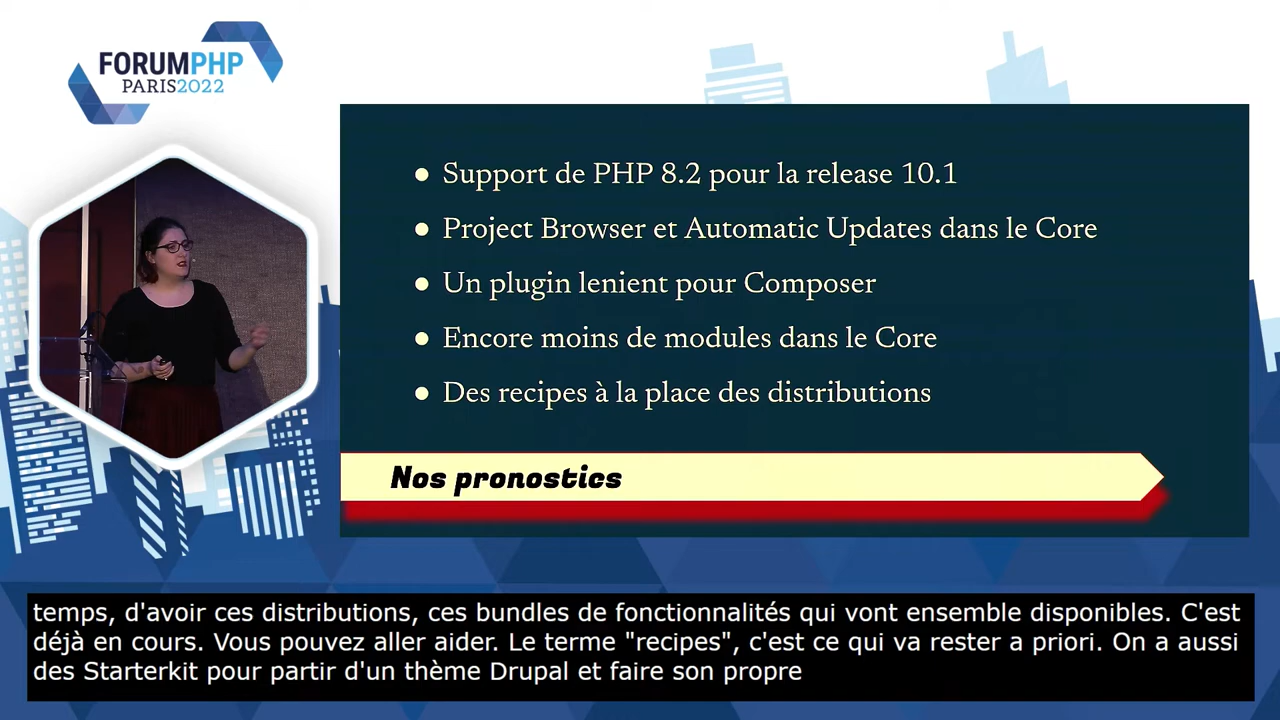 FORUMPHP
PARIS2022
● Support de PHP 8.2 pour la release 10.1
● Project Browser et Automatic Updates dans le Core
● Un plugin lenient pour Composer
● Encore moins de modules dans le Core
● Des recipes à la place des distributions
Nos pronostics
temps, d'avoir ces distributions, ces bundles de fonctionnalités qui vont ensemble disponibles. C'est
déjà en cours. Vous pouvez aller aider. Le terme "recipes", c'est ce qui va rester a priori. On a aussi
des Starterkit pour partir d'un thème Drupal et faire son propre